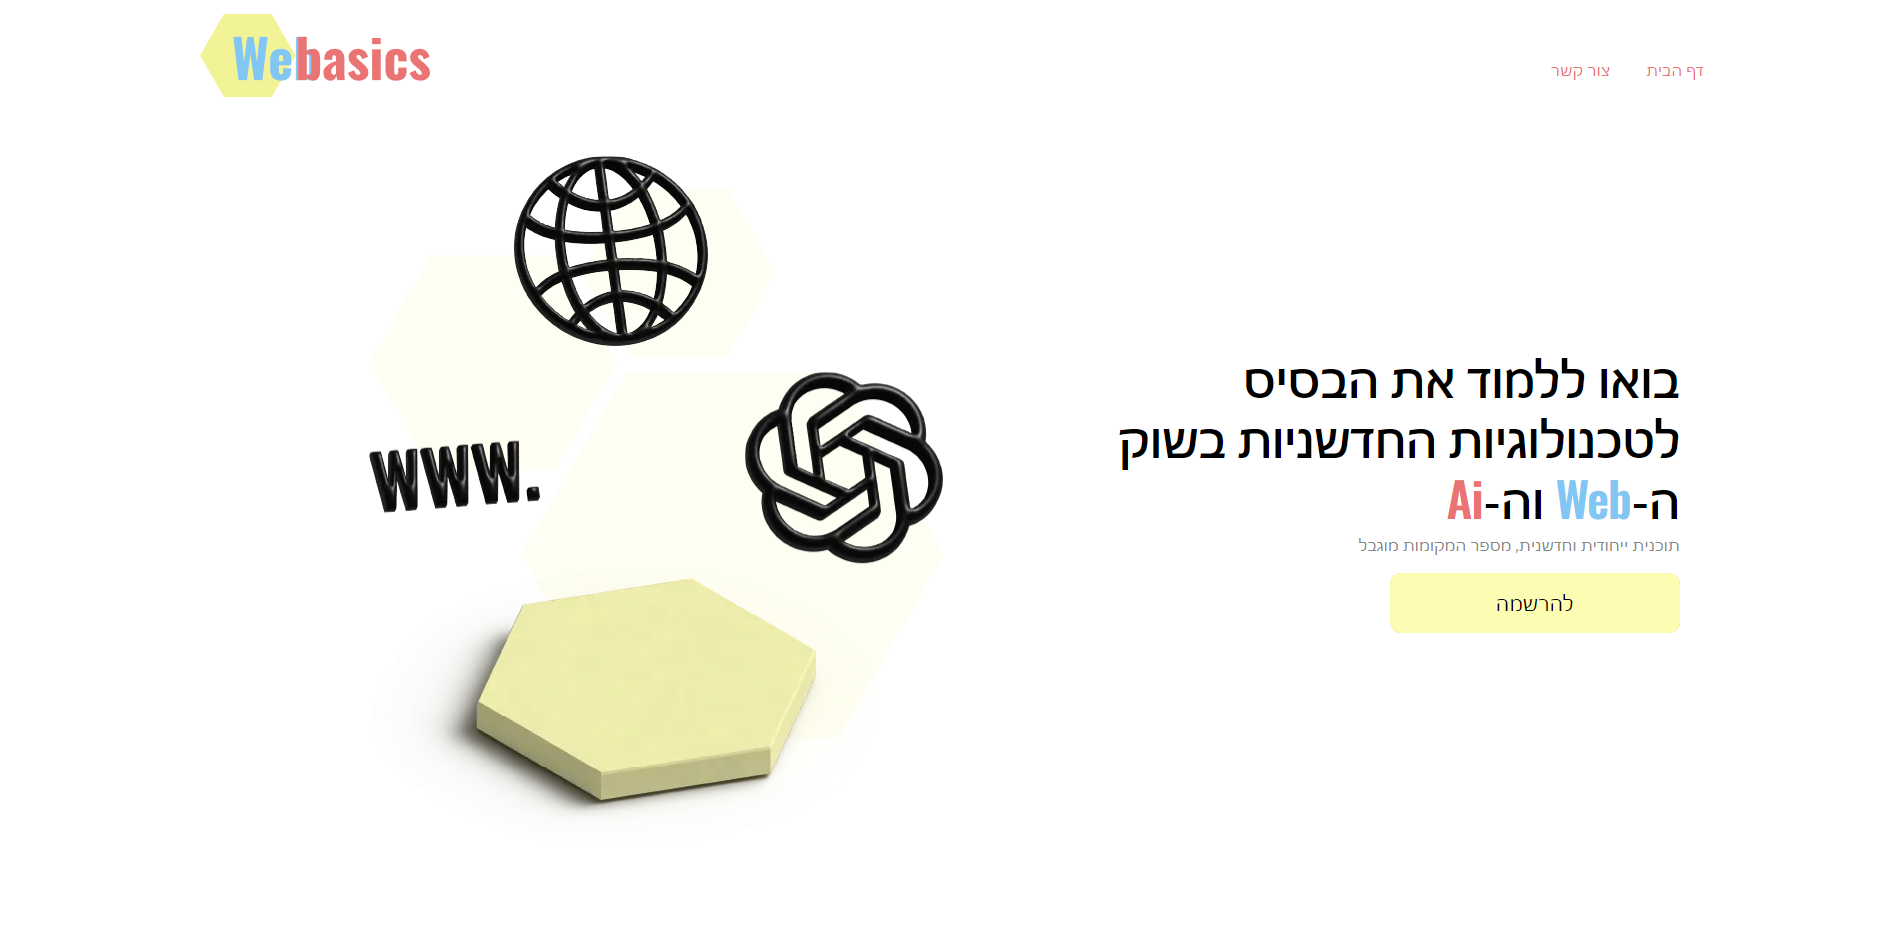 Webasics
דף הבית
צור קשר
בואו ללמוד את הבסיס
לטכנולוגיות החדשניות בשוק
ה-Web וה-Ai
תוכנית ייחודית וחדשנית, מספר המקומות מוגבל
להרשמה
www.